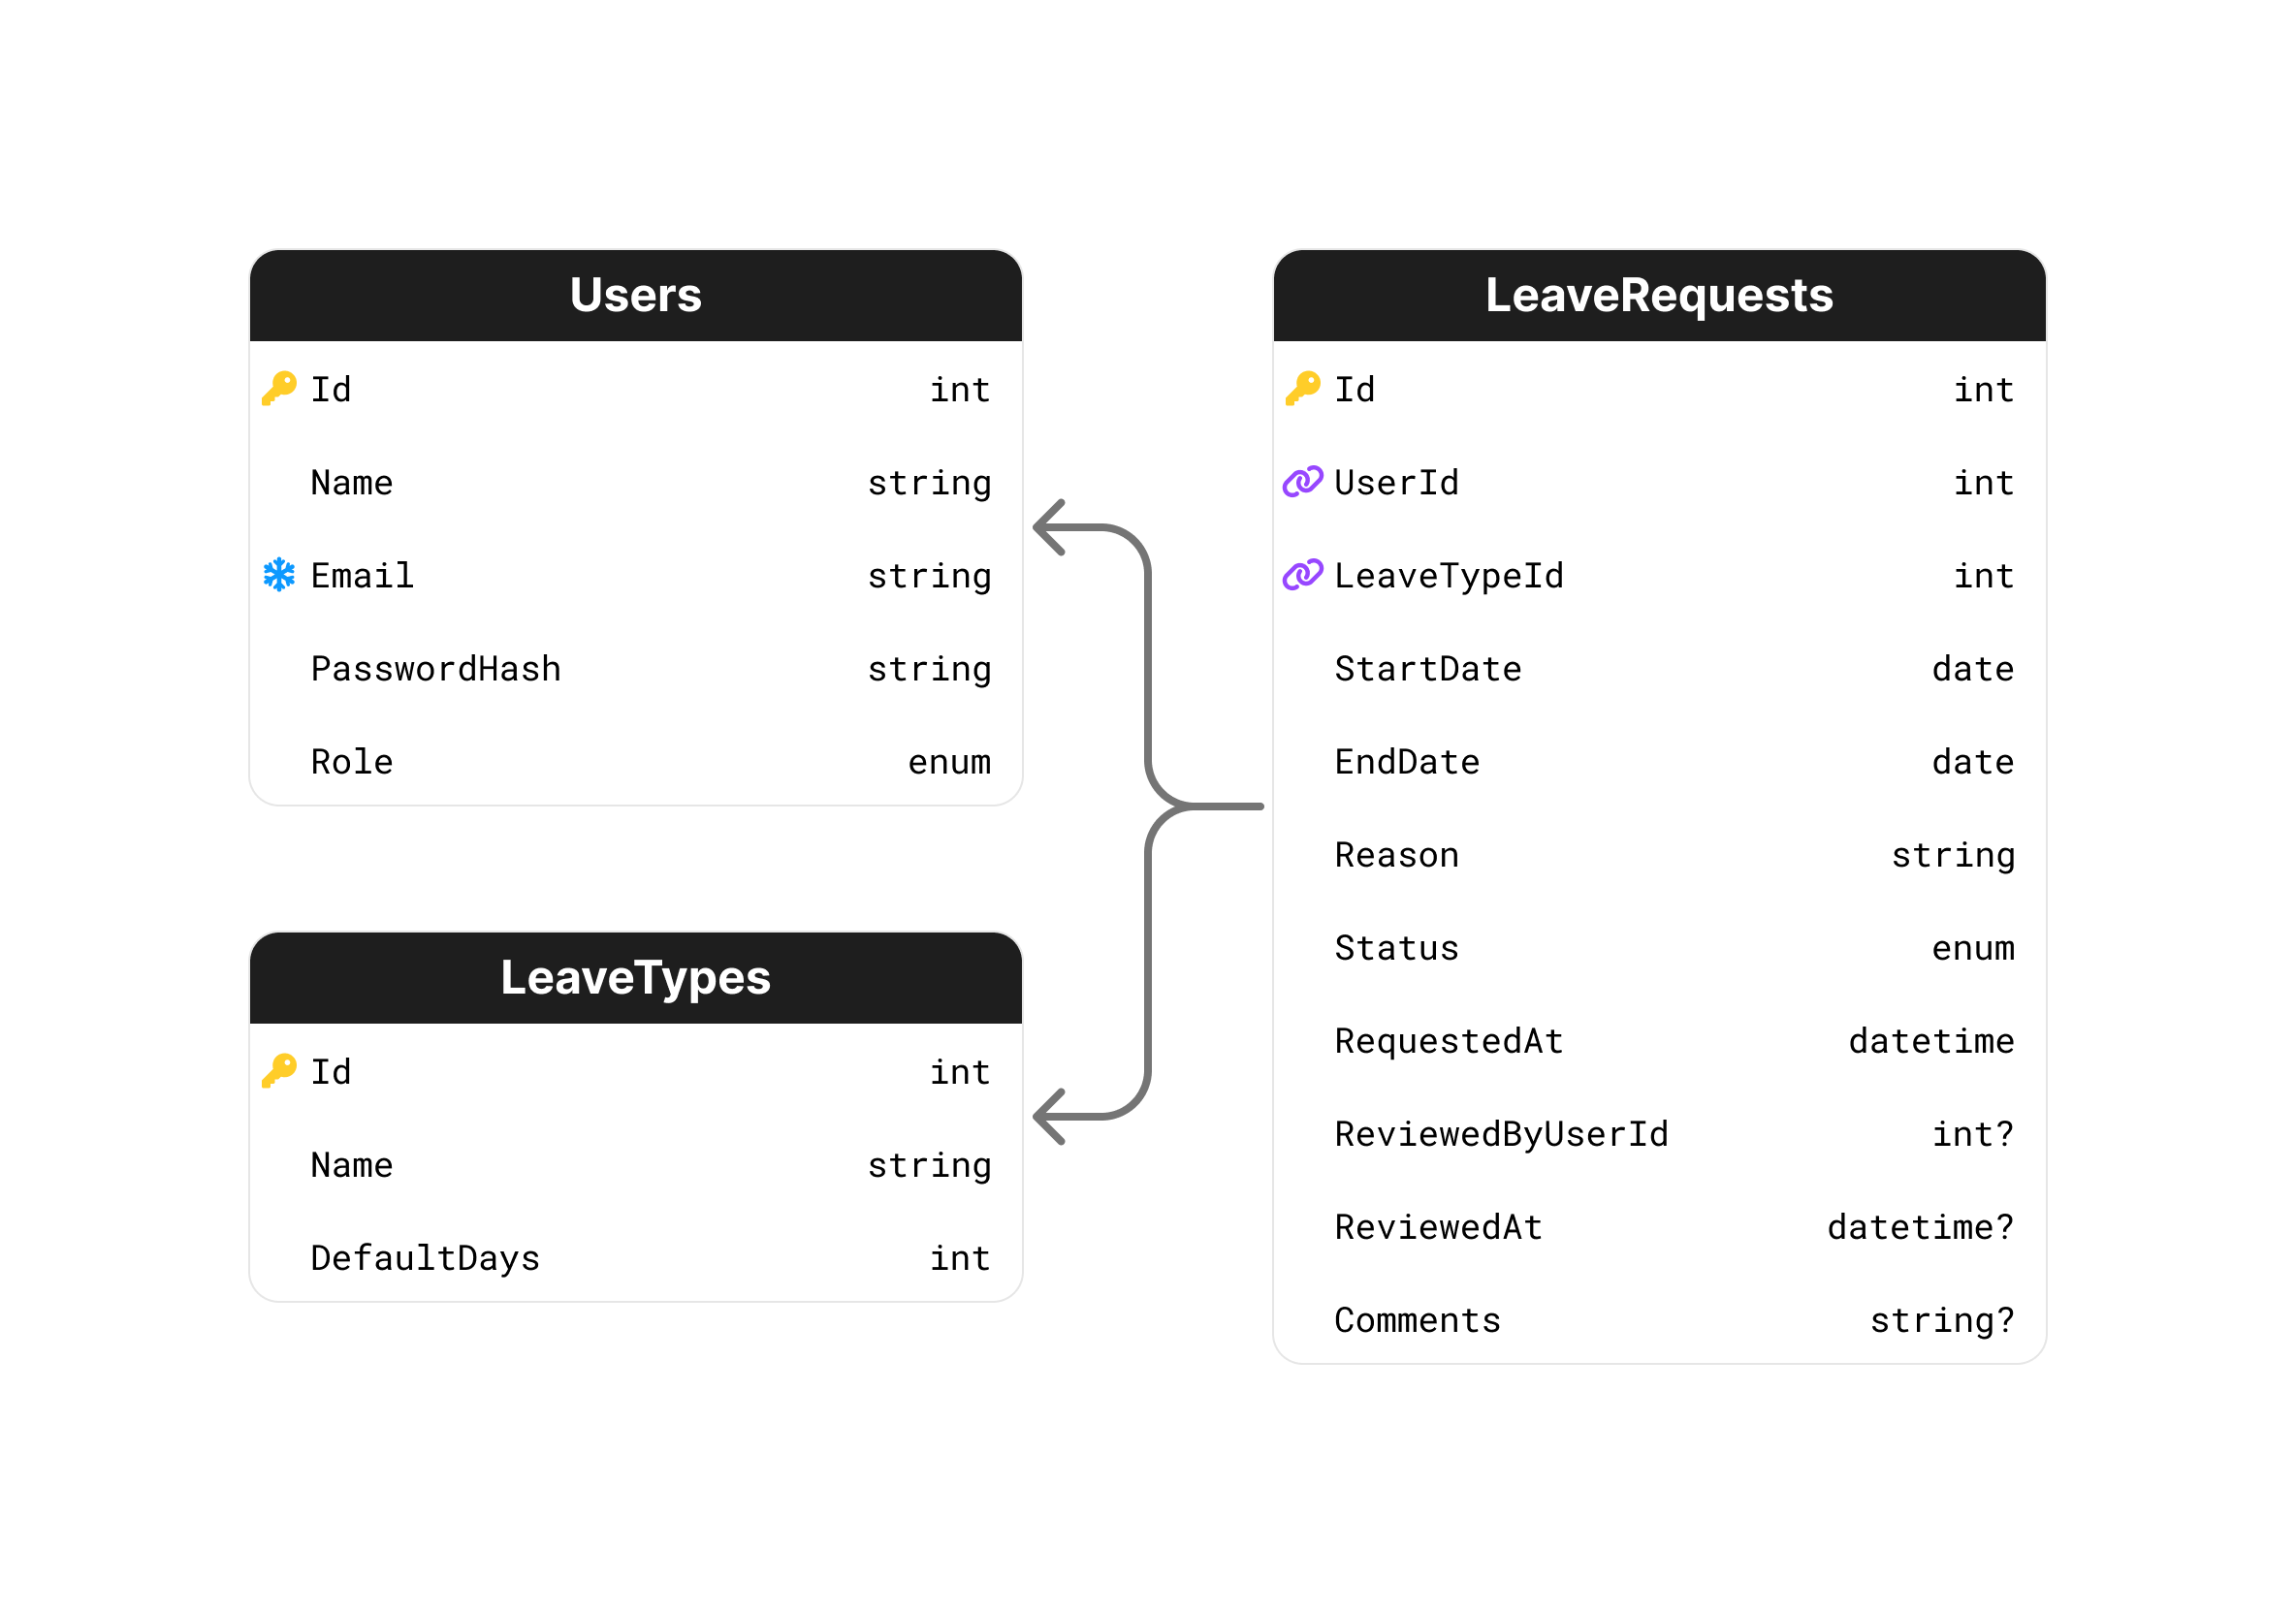 Users
Id int
Name string
Email string
PasswordHash string
Role enum
LeaveTypes
Id int
Name string
DefaultDays int
LeaveRequests
Id int
UserId int
LeaveTypeId int
StartDate date
EndDate date
Reason string
Status enum
RequestedAt datetime
ReviewedByUserId int?
ReviewedAt datetime?
Comments string?